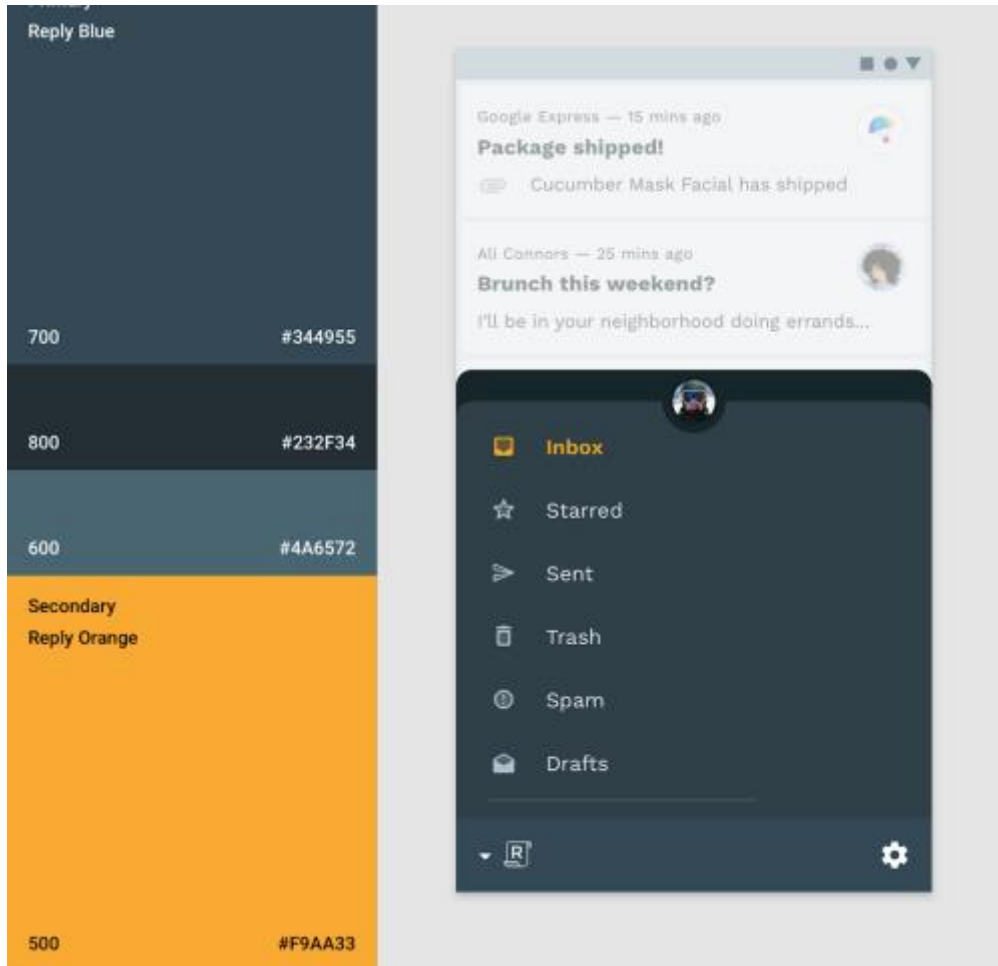 Reply Blue
700 #344955
800 #232F34
600 #4A6572
Secondary
Reply Orange
500 #F9AA33
Google Express — 15 mins ago
Package shipped!
Cucumber Mask Facial has shipped
Ali Connors — 25 mins ago
Brunch this weekend?
I'll be in your neighborhood doing errands...
Inbox
Starred
Sent
Trash
Spam
Drafts
R